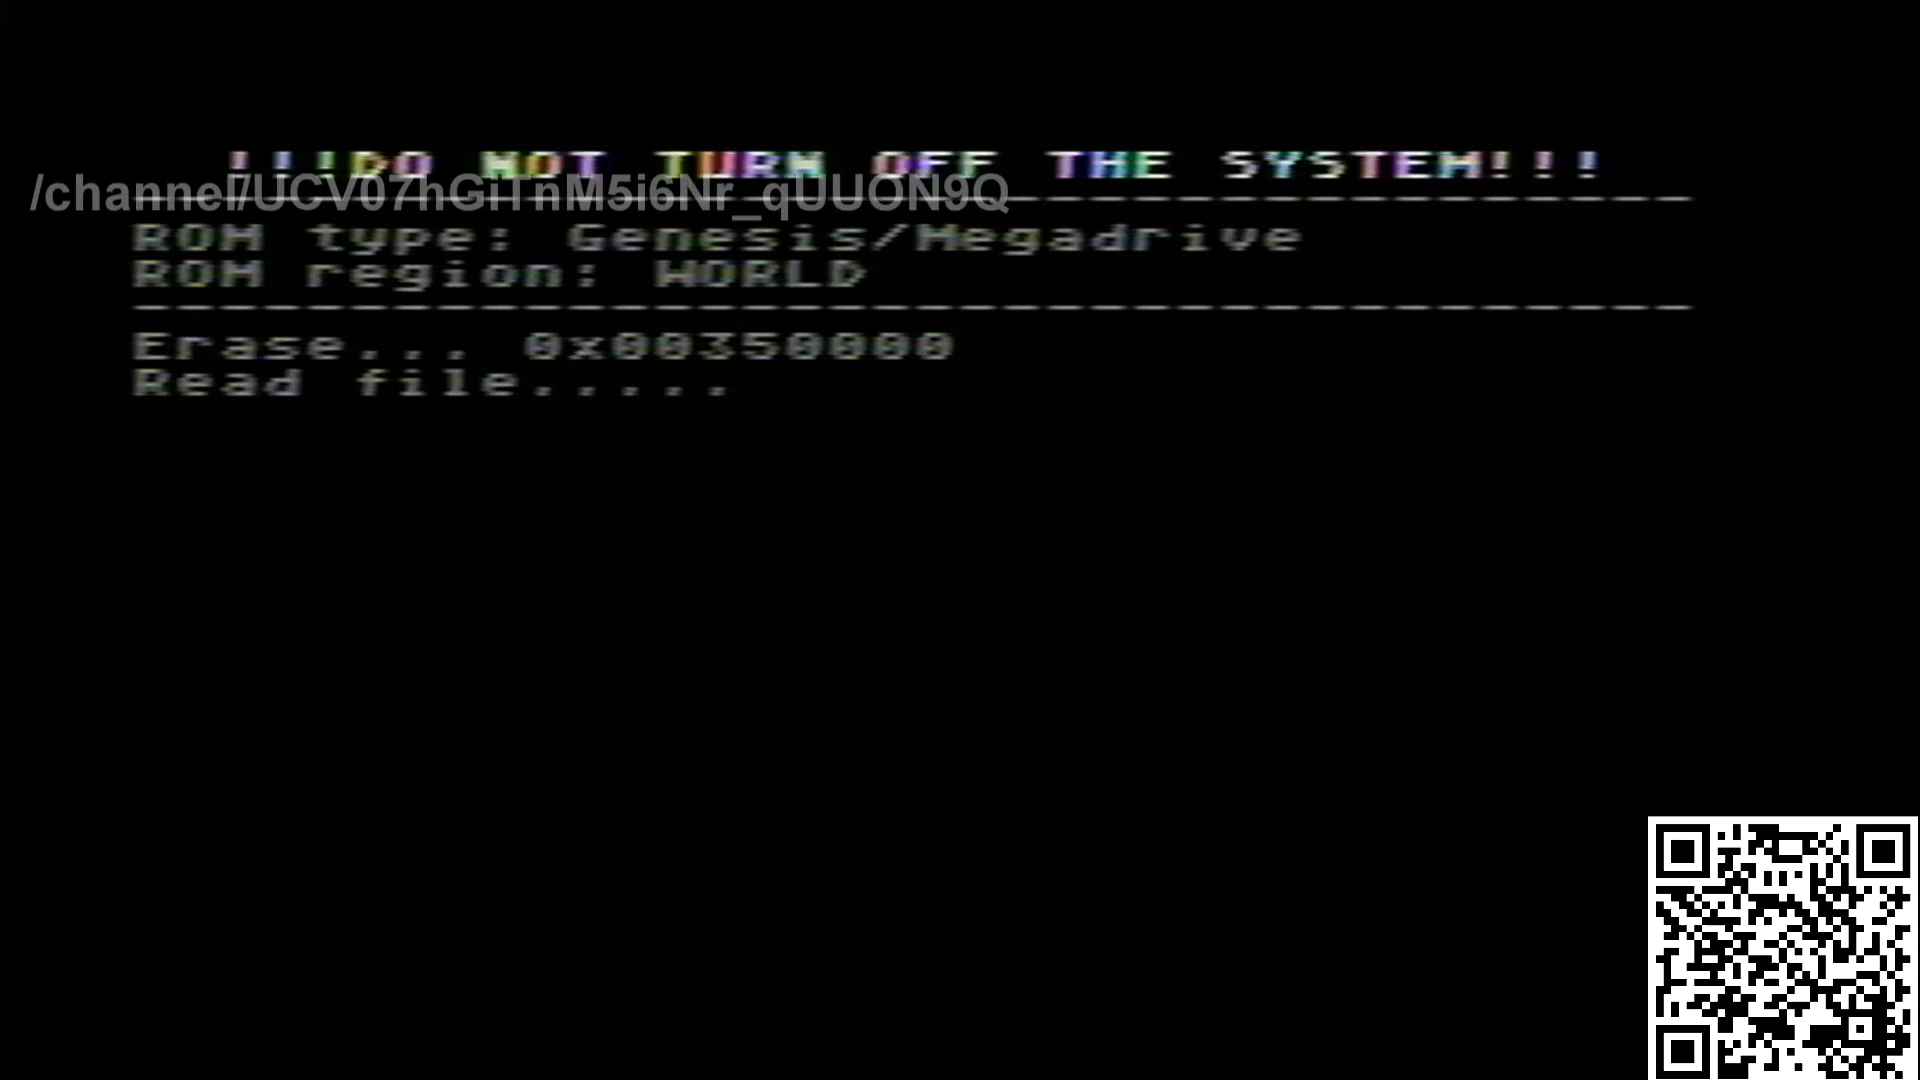 !!!DO NOT TURN OFF THE SYSTEM!!!
/channel/UCV07hGiTnM5i6Nr_qUUON9Q
------------------------------------
ROM type: Genesis/Megadrive
ROM region: WORLD
------------------------------------
Erase... 0x00350000
Read file.....